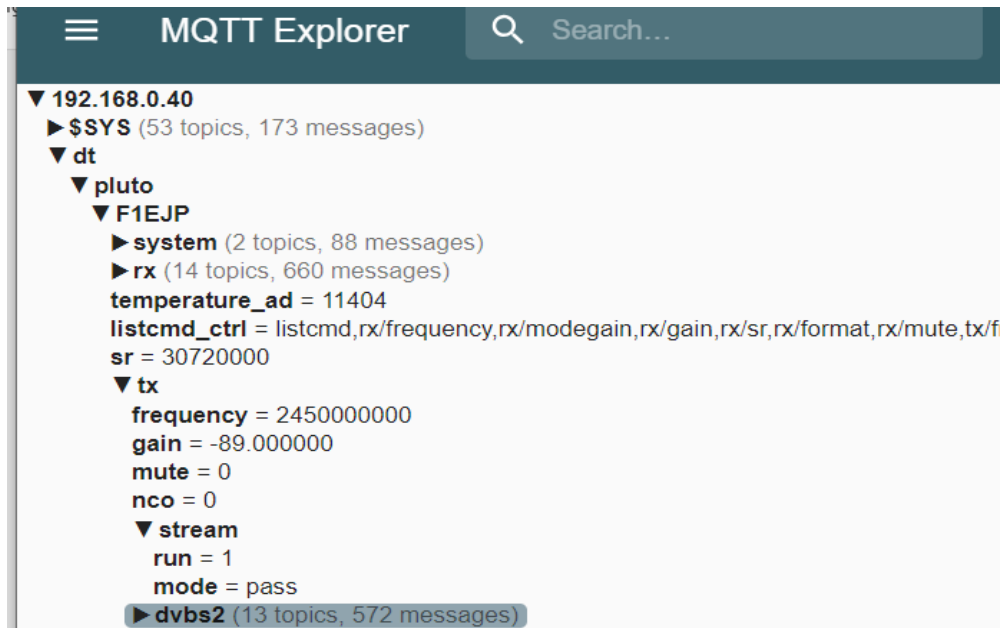 MQTT Explorer Search...
192.168.0.40
$SYS (53 topics, 173 messages)
dt
pluto
F1EJP
system (2 topics, 88 messages)
rx (14 topics, 660 messages)
temperature_ad = 11404
listcmd_ctrl = listcmd,rx/frequency,rx/modegain,rx/gain,rx/sr,rx/format,rx/mute,tx/f
sr = 30720000
tx
frequency = 2450000000
gain = -89.000000
mute = 0
nco = 0
stream
run = 1
mode = pass
dvbs2 (13 topics, 572 messages)